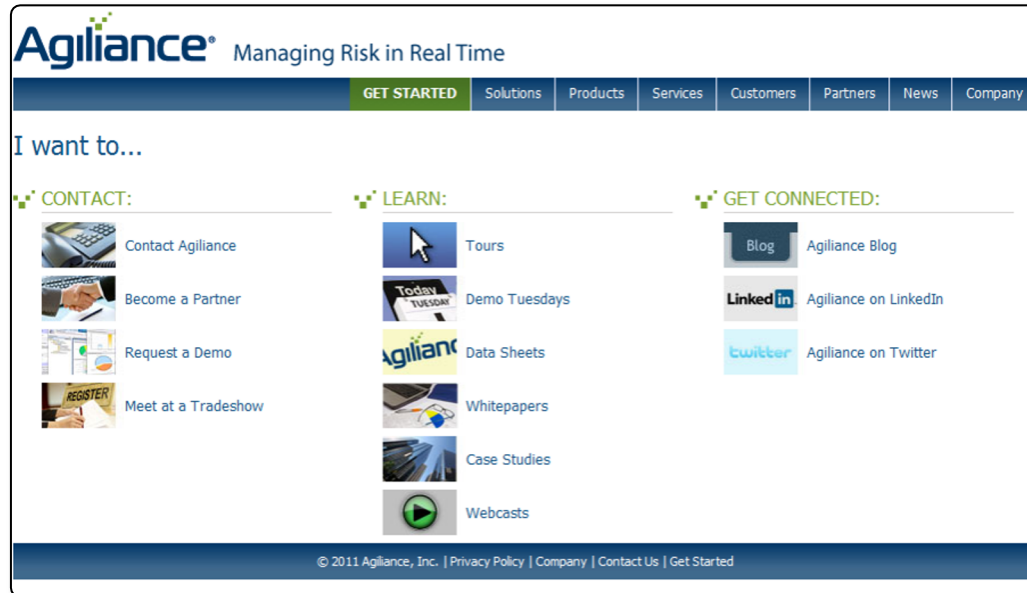 Agiliance® Managing Risk in Real Time
GET STARTED Solutions Products Services Customers Partners News Company
I want to...
CONTACT:
Contact Agiliance
Become a Partner
Request a Demo
REGISTER
Meet at a Tradeshow
LEARN:
Tours
Today
TUESDAY
Demo Tuesdays
Agilianc
Data Sheets
Whitepapers
Case Studies
Webcasts
GET CONNECTED:
Blog
Agiliance Blog
Linked in
Agiliance on LinkedIn
twitter
Agiliance on Twitter
© 2011 Agiliance, Inc. | Privacy Policy | Company | Contact Us | Get Started